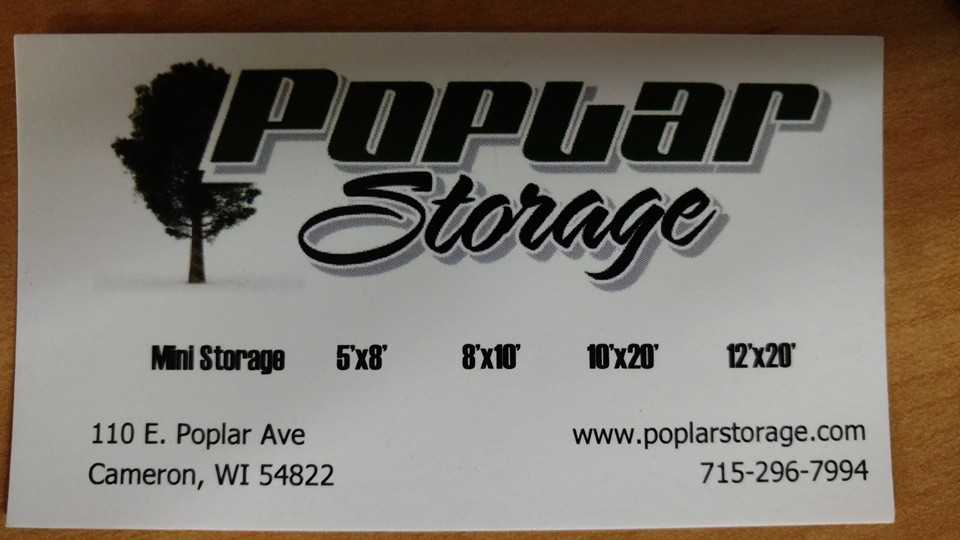 Poplar
Storage
Mini Storage 5'x8' 8'x10' 10'x20' 12'x20'
110 E. Poplar Ave
Cameron, WI 54822
www.poplarstorage.com
715-296-7994